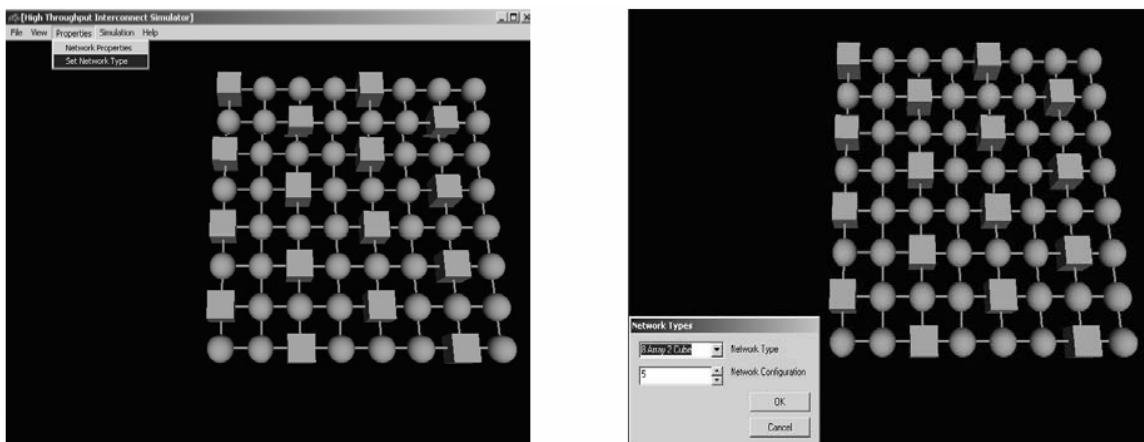 [High Throughput Interconnect Simulator]
File View Properties Simulation Help
Network Properties
Set Network Type
Network Types
8 Array 2 Cube Network Type
5 Network Configuration
OK
Cancel